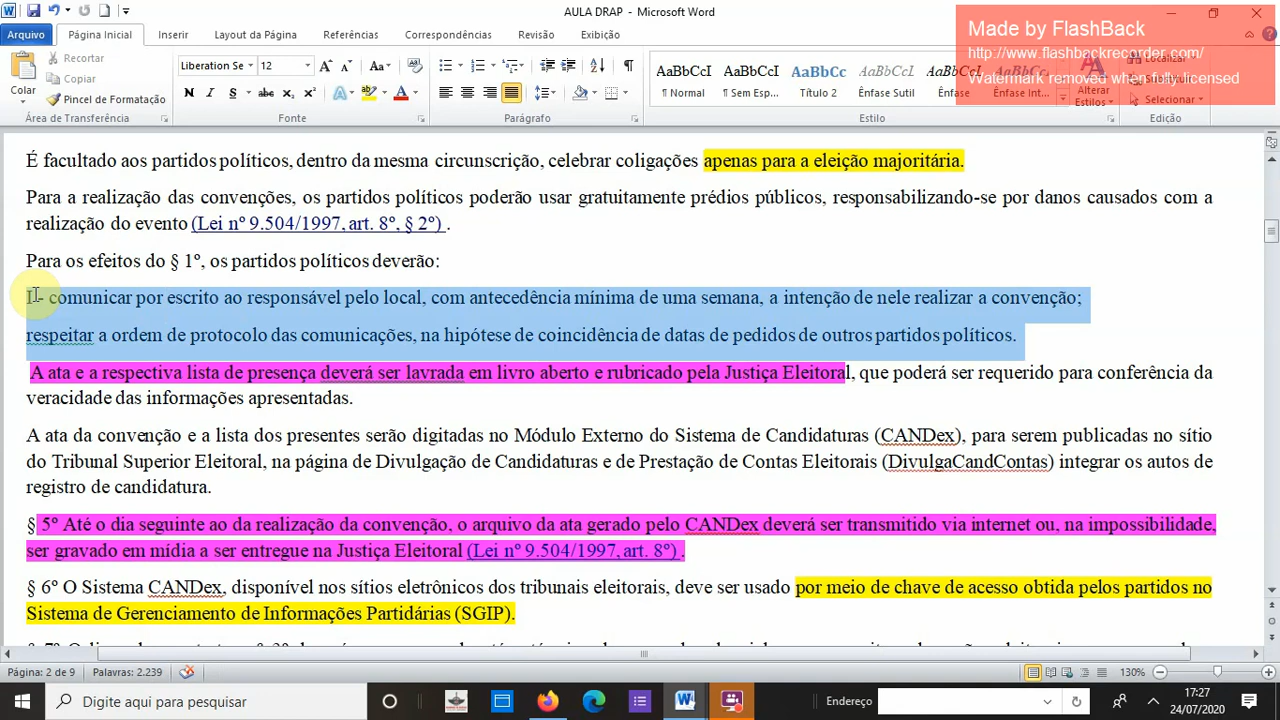 AULA DRAP - Microsoft Word
Made by FlashBack
http://www.flashbackrecorder.com/
Watermark removed when fully licensed
Arquivo Página Inicial Inserir Layout da Página Referências Correspondências Revisão Exibição
Colar
Recortar
Copiar
Pincel de Formatação
Área de Transferência
Liberation Se 12
N I S abc x₂ x² A
Fonte
Parágrafo
AaBbCcI AaBbCcI AaBbCc AaBbCcI AaBbCcI AaBbCcI
¶ Normal ¶ Sem Esp... Título 2 Ênfase Sutil Ênfase Ênfase Int...
Alterar
Estilos
Estilo
Localizar
Selecionar
Edição
É facultado aos partidos políticos, dentro da mesma circunscrição, celebrar coligações apenas para a eleição majoritária.
Para a realização das convenções, os partidos políticos poderão usar gratuitamente prédios públicos, responsabilizando-se por danos causados com a
realização do evento (Lei nº 9.504/1997, art. 8º, § 2º) .
Para os efeitos do § 1º, os partidos políticos deverão:
I - comunicar por escrito ao responsável pelo local, com antecedência mínima de uma semana, a intenção de nele realizar a convenção;
respeitar a ordem de protocolo das comunicações, na hipótese de coincidência de datas de pedidos de outros partidos políticos.
A ata e a respectiva lista de presença deverá ser lavrada em livro aberto e rubricado pela Justiça Eleitoral, que poderá ser requerido para conferência da
veracidade das informações apresentadas.
A ata da convenção e a lista dos presentes serão digitadas no Módulo Externo do Sistema de Candidaturas (CANDex), para serem publicadas no sítio
do Tribunal Superior Eleitoral, na página de Divulgação de Candidaturas e de Prestação de Contas Eleitorais (DivulgaCandContas) integrar os autos de
registro de candidatura.
§ 5º Até o dia seguinte ao da realização da convenção, o arquivo da ata gerado pelo CANDex deverá ser transmitido via internet ou, na impossibilidade,
ser gravado em mídia a ser entregue na Justiça Eleitoral (Lei nº 9.504/1997, art. 8º) .
§ 6º O Sistema CANDex, disponível nos sítios eletrônicos dos tribunais eleitorais, deve ser usado por meio de chave de acesso obtida pelos partidos no
Sistema de Gerenciamento de Informações Partidárias (SGIP).
Página: 2 de 9 Palavras: 2.239 130%
Digite aqui para pesquisar
Endereço
17:27
24/07/2020